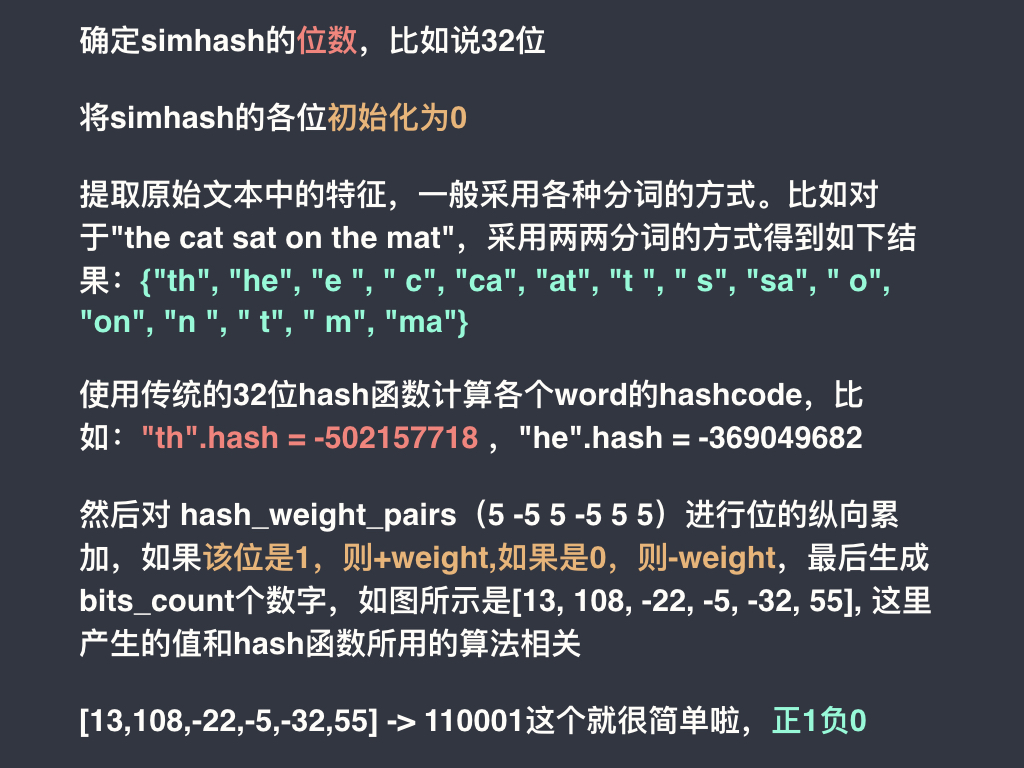 确定simhash的位数，比如说32位
将simhash的各位初始化为0
提取原始文本中的特征，一般采用各种分词的方式。比如对
于"the cat sat on the mat"，采用两两分词的方式得到如下结
果：{"th", "he", "e ", " c", "ca", "at", "t ", " s", "sa", " o",
"on", "n ", " t", " m", "ma"}
使用传统的32位hash函数计算各个word的hashcode，比
如："th".hash = -502157718 ，"he".hash = -369049682
然后对 hash_weight_pairs（5 -5 5 -5 5 5）进行位的纵向累
加，如果该位是1，则+weight,如果是0，则-weight，最后生成
bits_count个数字，如图所示是[13, 108, -22, -5, -32, 55], 这里
产生的值和hash函数所用的算法相关
[13,108,-22,-5,-32,55] -> 110001这个就很简单啦，正1负0